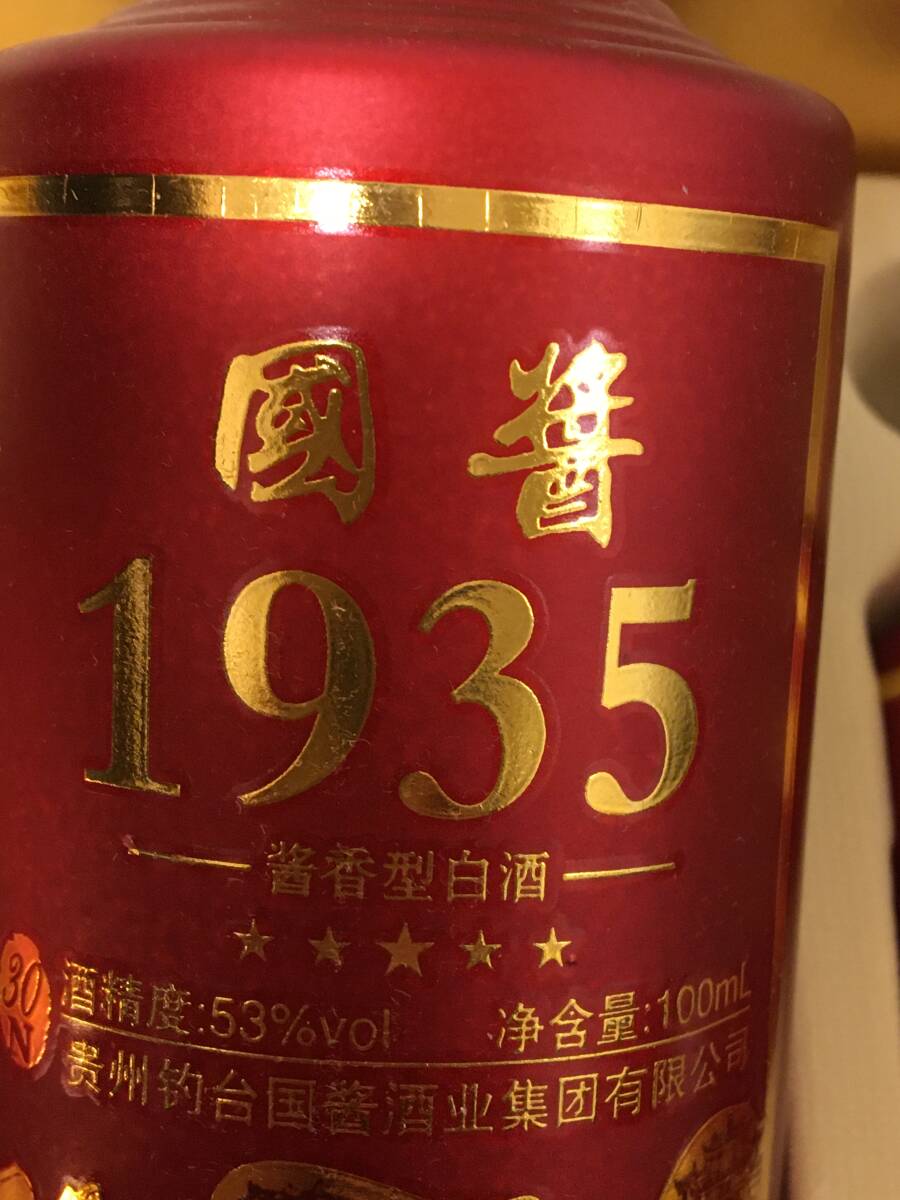 國醬
1935
酱香型白酒
30
N
酒精度:53%vol 净含量:100mL
贵州钓台国酱酒业集团有限公司